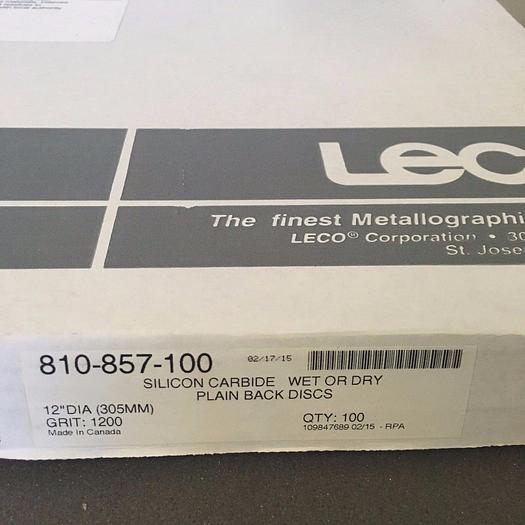 Leco
The finest Metallographi
LECO® Corporation • 30
St. Jose
810-857-100 02/17/15
SILICON CARBIDE WET OR DRY
PLAIN BACK DISCS
12"DIA (305MM)
GRIT: 1200 QTY: 100
Made in Canada 109847689 02/15 - RPA